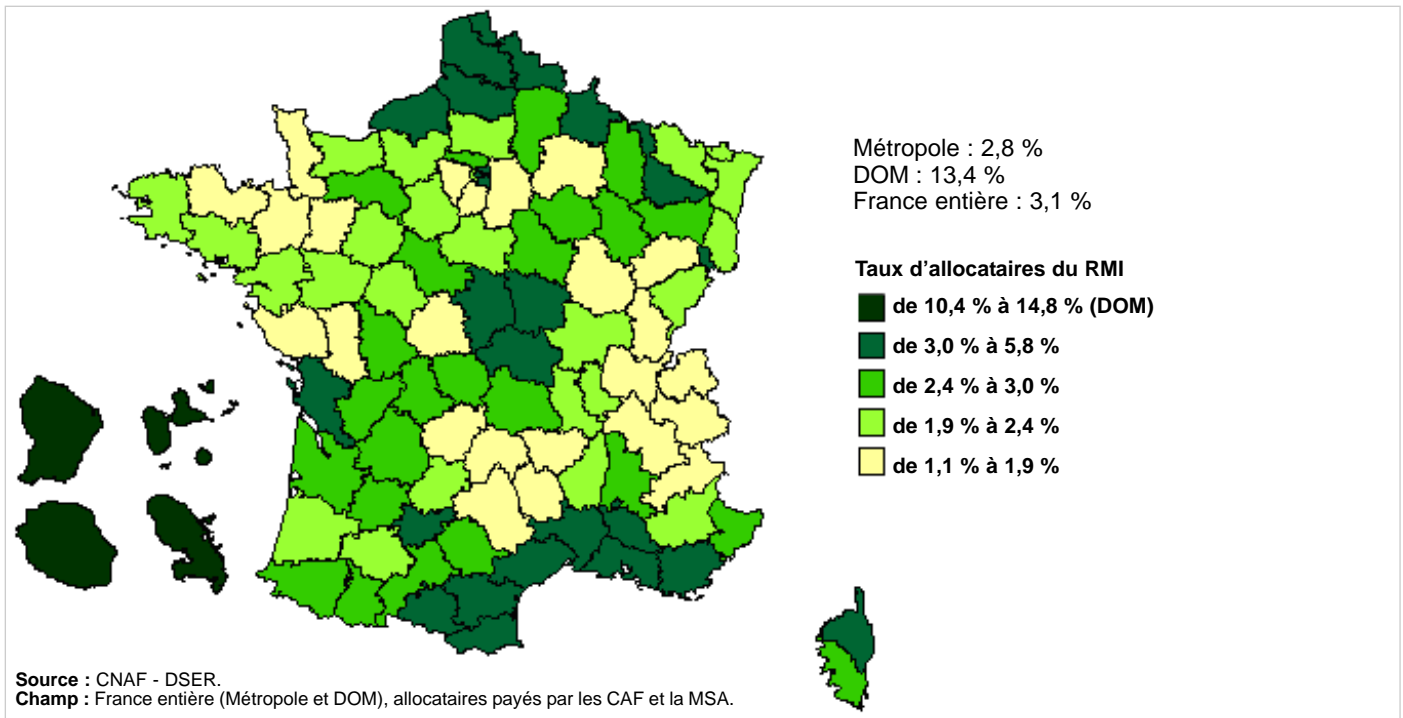 Métropole : 2,8 %
DOM : 13,4 %
France entière : 3,1 %
Taux d'allocataires du RMI
de 10,4 % à 14,8 % (DOM)
de 3,0 % à 5,8 %
de 2,4 % à 3,0 %
de 1,9 % à 2,4 %
de 1,1 % à 1,9 %
Source : CNAF - DSER.
Champ : France entière (Métropole et DOM), allocataires payés par les CAF et la MSA.